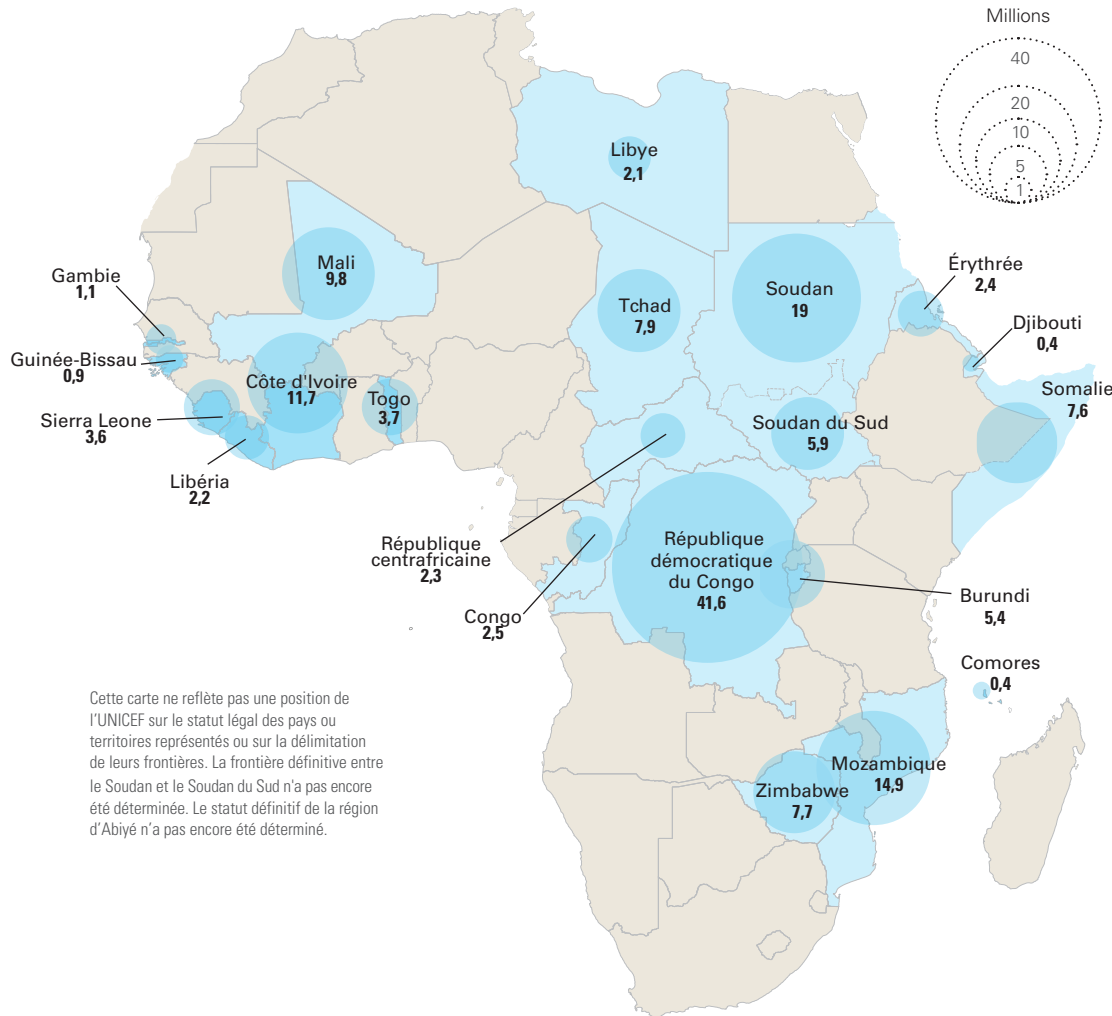 Millions
40
20
10
5
1
Libye
2,1
Mali
9,8
Gambie
1,1
Tchad
7,9
Soudan
19
Érythrée
2,4
Djibouti
0,4
Guinée-Bissau
0,9
Côte d'Ivoire
11,7
Togo
3,7
Somalie
7,6
Sierra Leone
3,6
Soudan du Sud
5,9
Libéria
2,2
République
centrafricaine
2,3
République
démocratique
du Congo
41,6
Congo
2,5
Burundi
5,4
Comores
0,4
Mozambique
14,9
Zimbabwe
7,7
Cette carte ne reflète pas une position de
l'UNICEF sur le statut légal des pays ou
territoires représentés ou sur la délimitation
de leurs frontières. La frontière définitive entre
le Soudan et le Soudan du Sud n'a pas encore
été déterminée. Le statut définitif de la région
d'Abiyé n'a pas encore été déterminé.